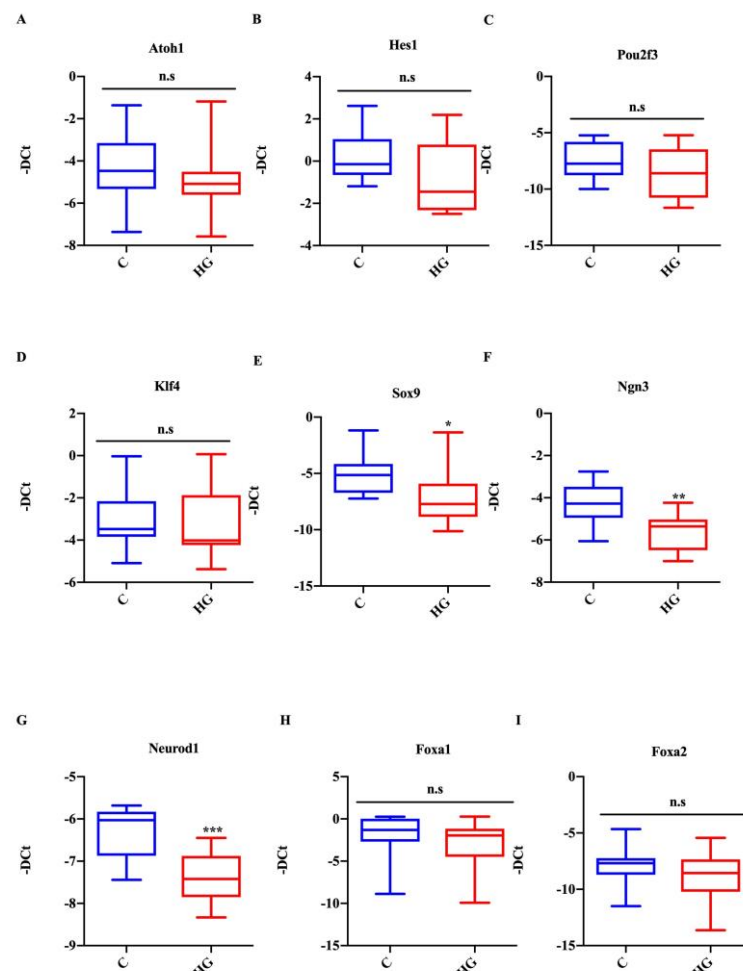 A
Atoh1
n.s
0
-2
-4
-6
-8
-DCt
C
HG
B
Hes1
n.s
4
2
0
-2
-4
-DCt
C
HG
C
Pou2f3
n.s
0
-5
-10
-15
-DCt
C
HG
D
Klf4
n.s
2
0
-2
-4
-6
-DCt
C
HG
E
Sox9
*
0
-5
-10
-15
-DCt
C
HG
F
Ngn3
**
0
-2
-4
-6
-8
-DCt
C
HG
G
Neurod1
***
-5
-6
-7
-8
-9
-DCt
C
HG
H
Foxa1
n.s
5
0
-5
-10
-15
-DCt
C
HG
I
Foxa2
n.s
0
-5
-10
-15
-DCt
C
HG